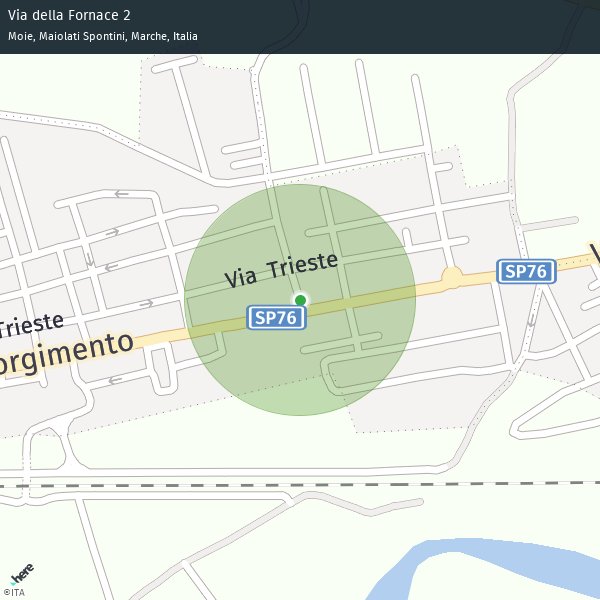 Via della Fornace 2
Moie, Maiolati Spontini, Marche, Italia
Via Trieste
SP76
SP76
V
Trieste
orgimento
here
©ITA